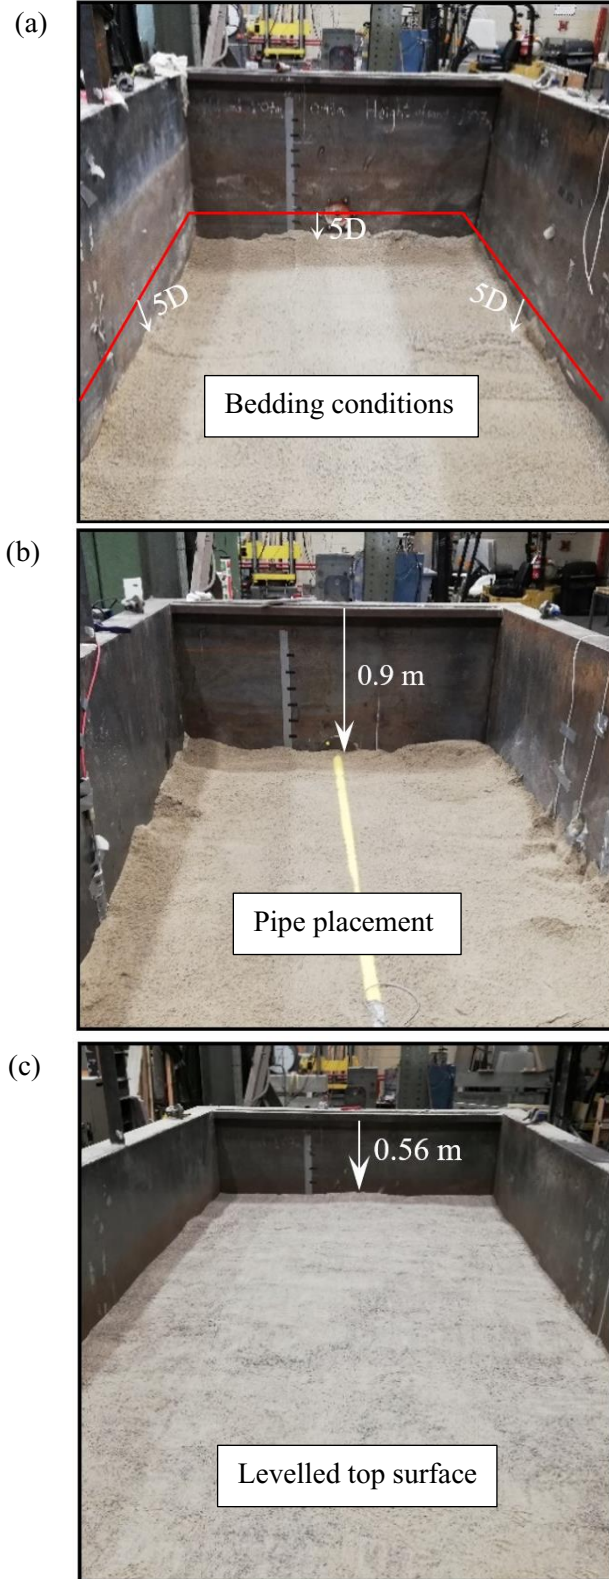 (a)
5D
5D
5D
Bedding conditions
(b)
0.9 m
Pipe placement
(c)
0.56 m
Levelled top surface